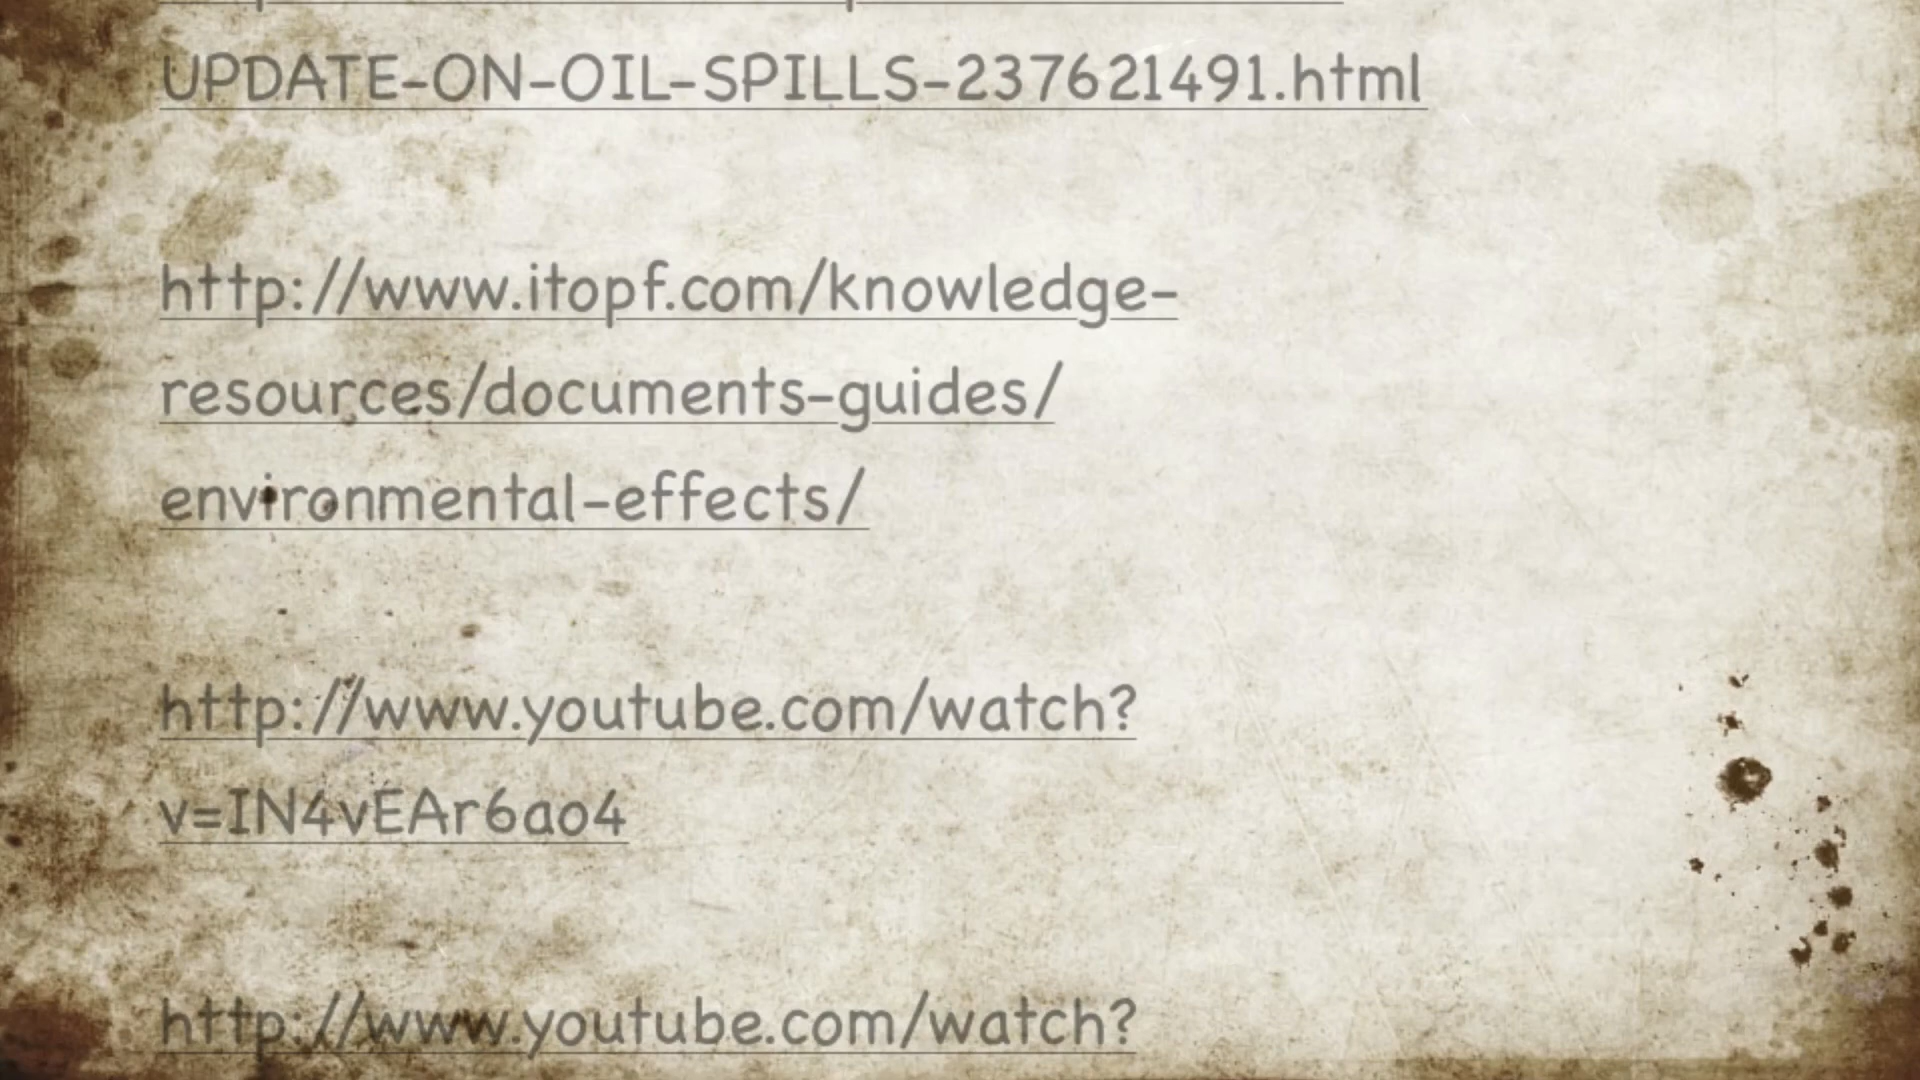 UPDATE-ON-OIL-SPILLS-237621491.html
http://www.itopf.com/knowledge-
resources/documents-guides/
environmental-effects/
http://www.youtube.com/watch?
v=IN4vEAr6ao4
http://www.youtube.com/watch?